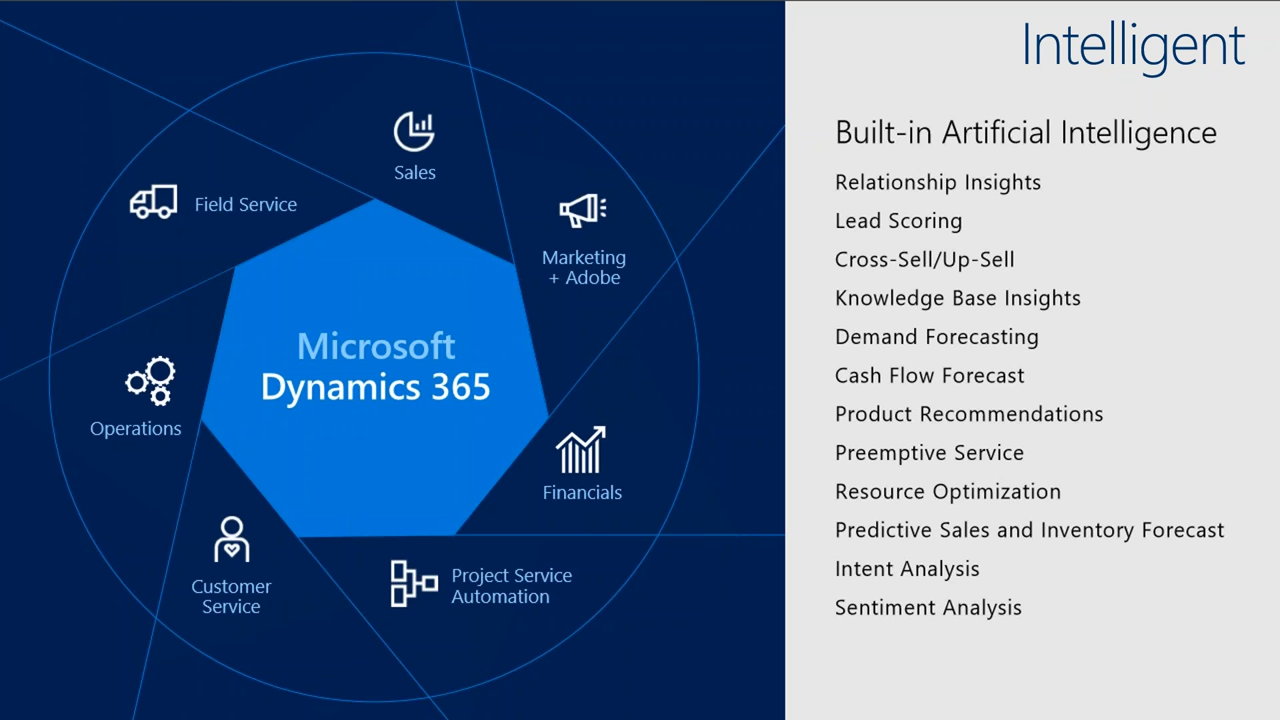 Intelligent
Sales
Field Service
Marketing
+ Adobe
Microsoft
Dynamics 365
Operations
Financials
Customer
Service
Project Service
Automation
Built-in Artificial Intelligence
Relationship Insights
Lead Scoring
Cross-Sell/Up-Sell
Knowledge Base Insights
Demand Forecasting
Cash Flow Forecast
Product Recommendations
Preemptive Service
Resource Optimization
Predictive Sales and Inventory Forecast
Intent Analysis
Sentiment Analysis